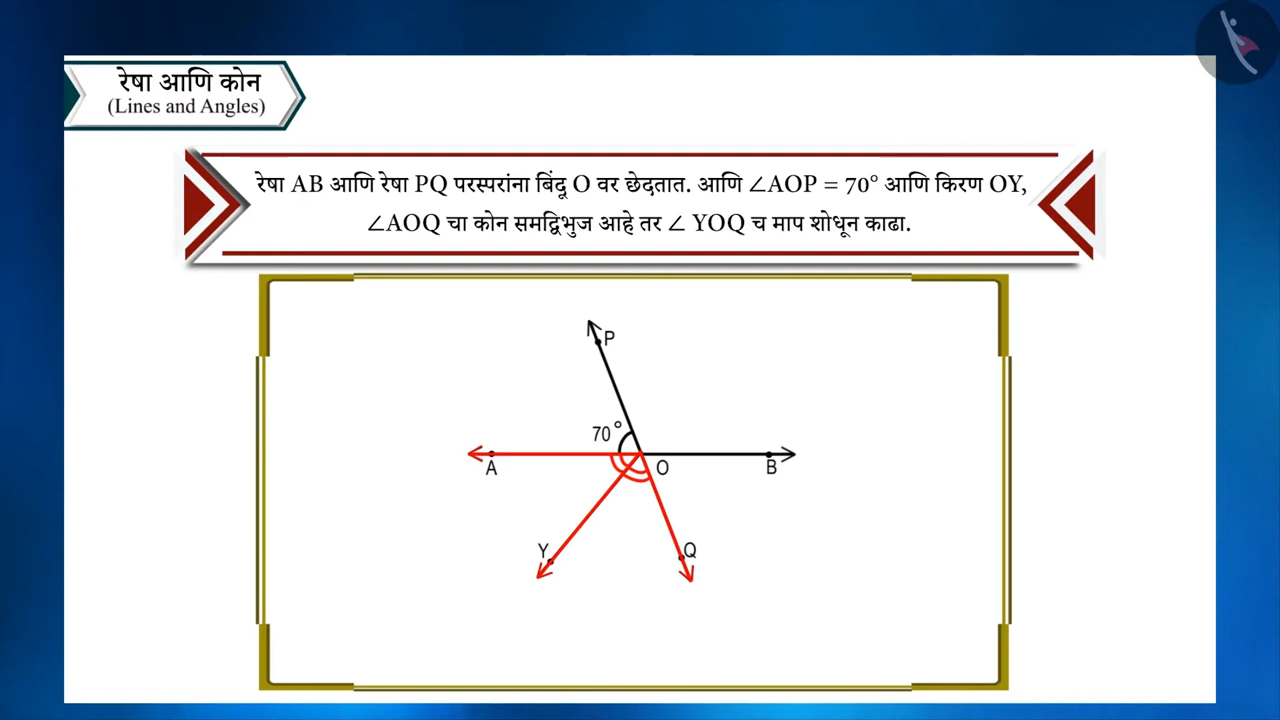 रेषा आणि कोन
(Lines and Angles)
रेषा AB आणि रेषा PQ परस्परांना बिंदू O वर छेदतात. आणि ∠AOP = 70° आणि किरण OY,
∠AOQ चा कोन समद्विभुज आहे तर ∠ YOQ च माप शोधून काढा.
P
70°
A
O
B
Y
Q